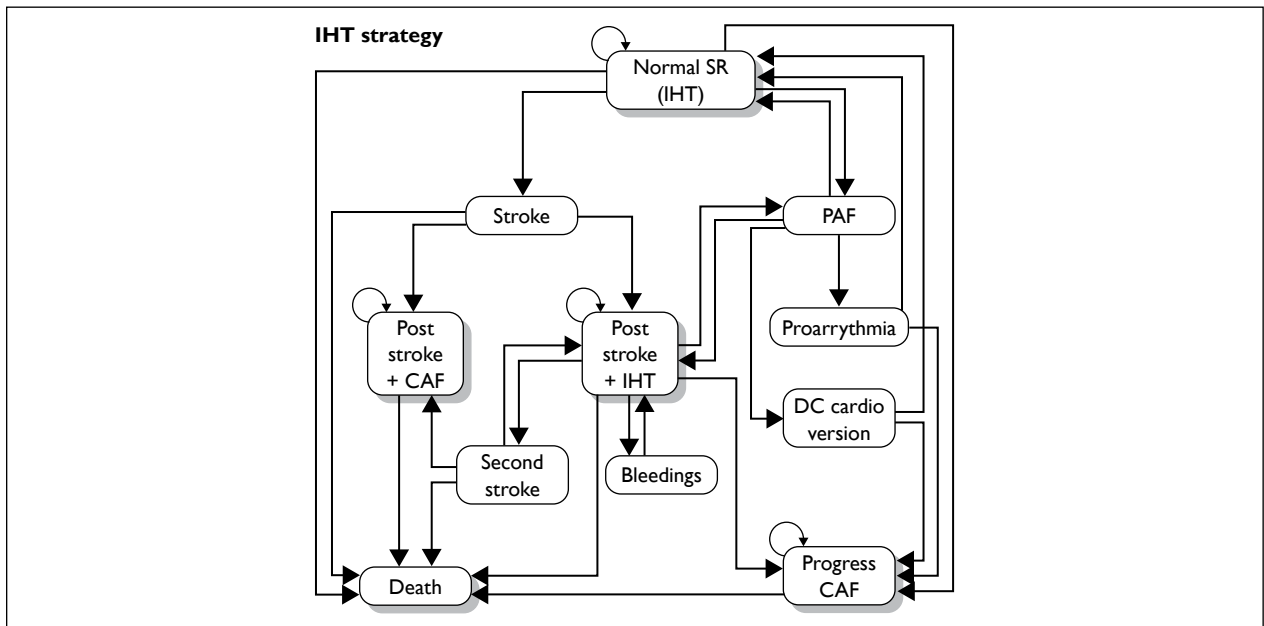 IHT strategy
Normal SR
(IHT)
Stroke
PAF
Post
stroke
+ CAF
Post
stroke
+ IHT
Proarrythmia
DC cardio
version
Second
stroke
Bleedings
Progress
CAF
Death